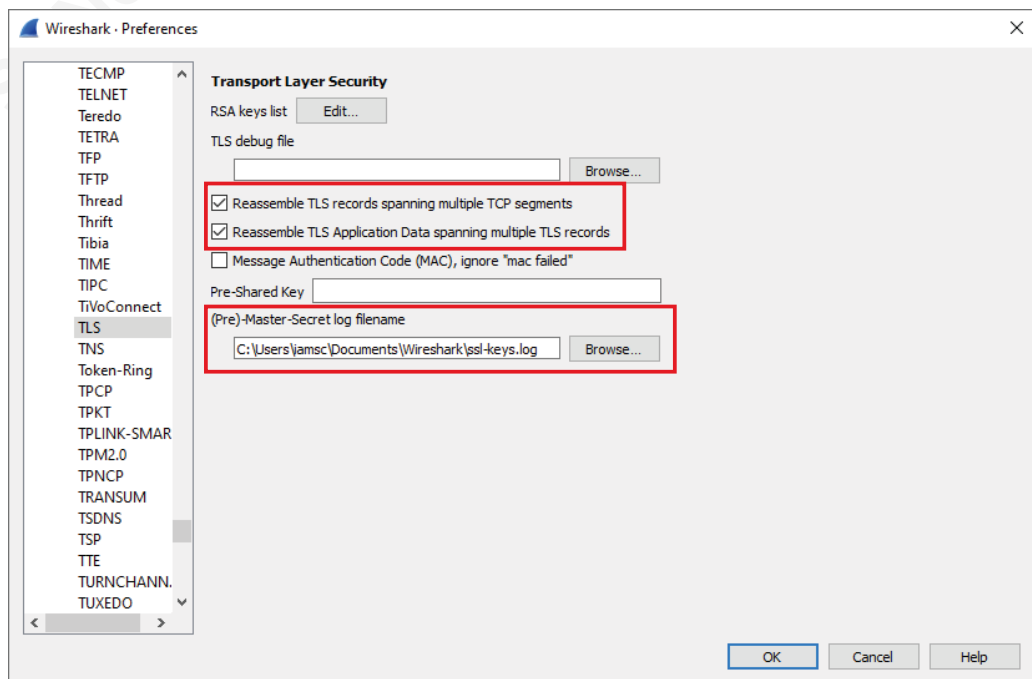 Wireshark · Preferences
TECMP
TELNET
Teredo
TETRA
TFP
TFTP
Thread
Thrift
Tibia
TIME
TIPC
TiVoConnect
TLS
TNS
Token-Ring
TPCP
TPKT
TPLINK-SMAR
TPM2.0
TPNCP
TRANSUM
TSDNS
TSP
TTE
TURNCHANN.
TUXEDO
Transport Layer Security
RSA keys list Edit...
TLS debug file
Browse...
Reassemble TLS records spanning multiple TCP segments
Reassemble TLS Application Data spanning multiple TLS records
Message Authentication Code (MAC), ignore "mac failed"
Pre-Shared Key
(Pre)-Master-Secret log filename
C:\Users\iamsc\Documents\Wireshark\ssl-keys.log Browse...
OK Cancel Help